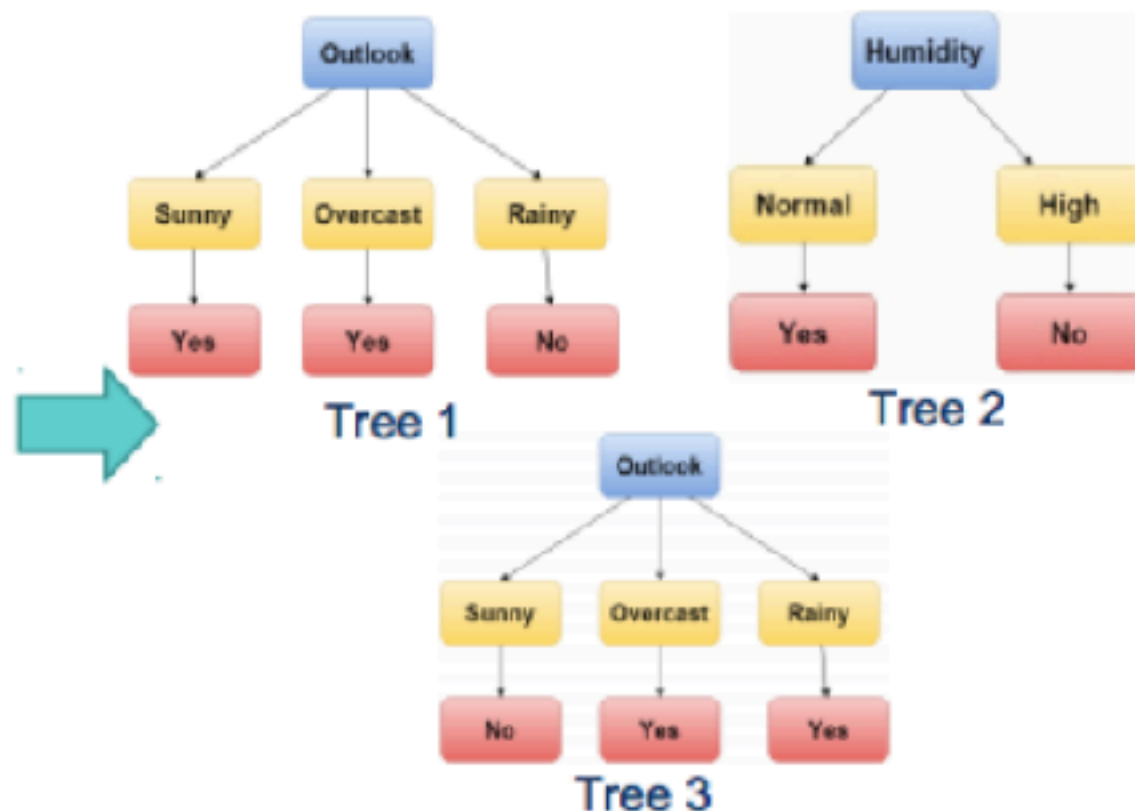 Outlook
Sunny Overcast Rainy
Yes Yes No
Tree 1
Humidity
Normal High
Yes No
Tree 2
Outlook
Sunny Overcast Rainy
No Yes Yes
Tree 3